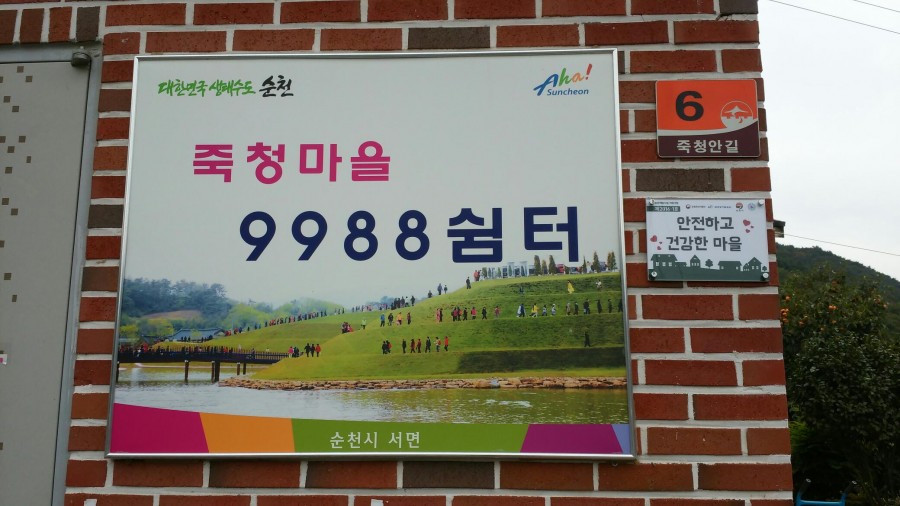 대한민국 생태수도 순천
Aha!
Suncheon
죽청마을
9988쉼터
순천시 서면
6
죽청안길
안전하고
건강한 마을